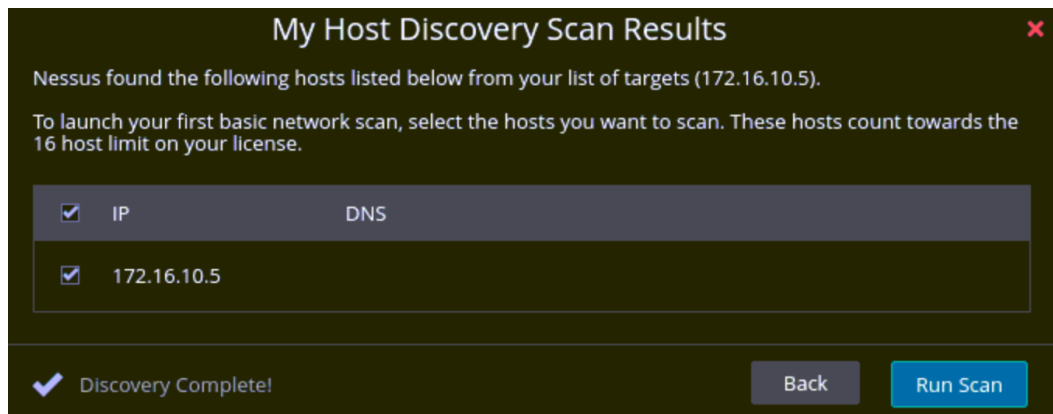 My Host Discovery Scan Results
Nessus found the following hosts listed below from your list of targets (172.16.10.5).
To launch your first basic network scan, select the hosts you want to scan. These hosts count towards the
16 host limit on your license.
IP DNS
172.16.10.5
Discovery Complete! Back Run Scan